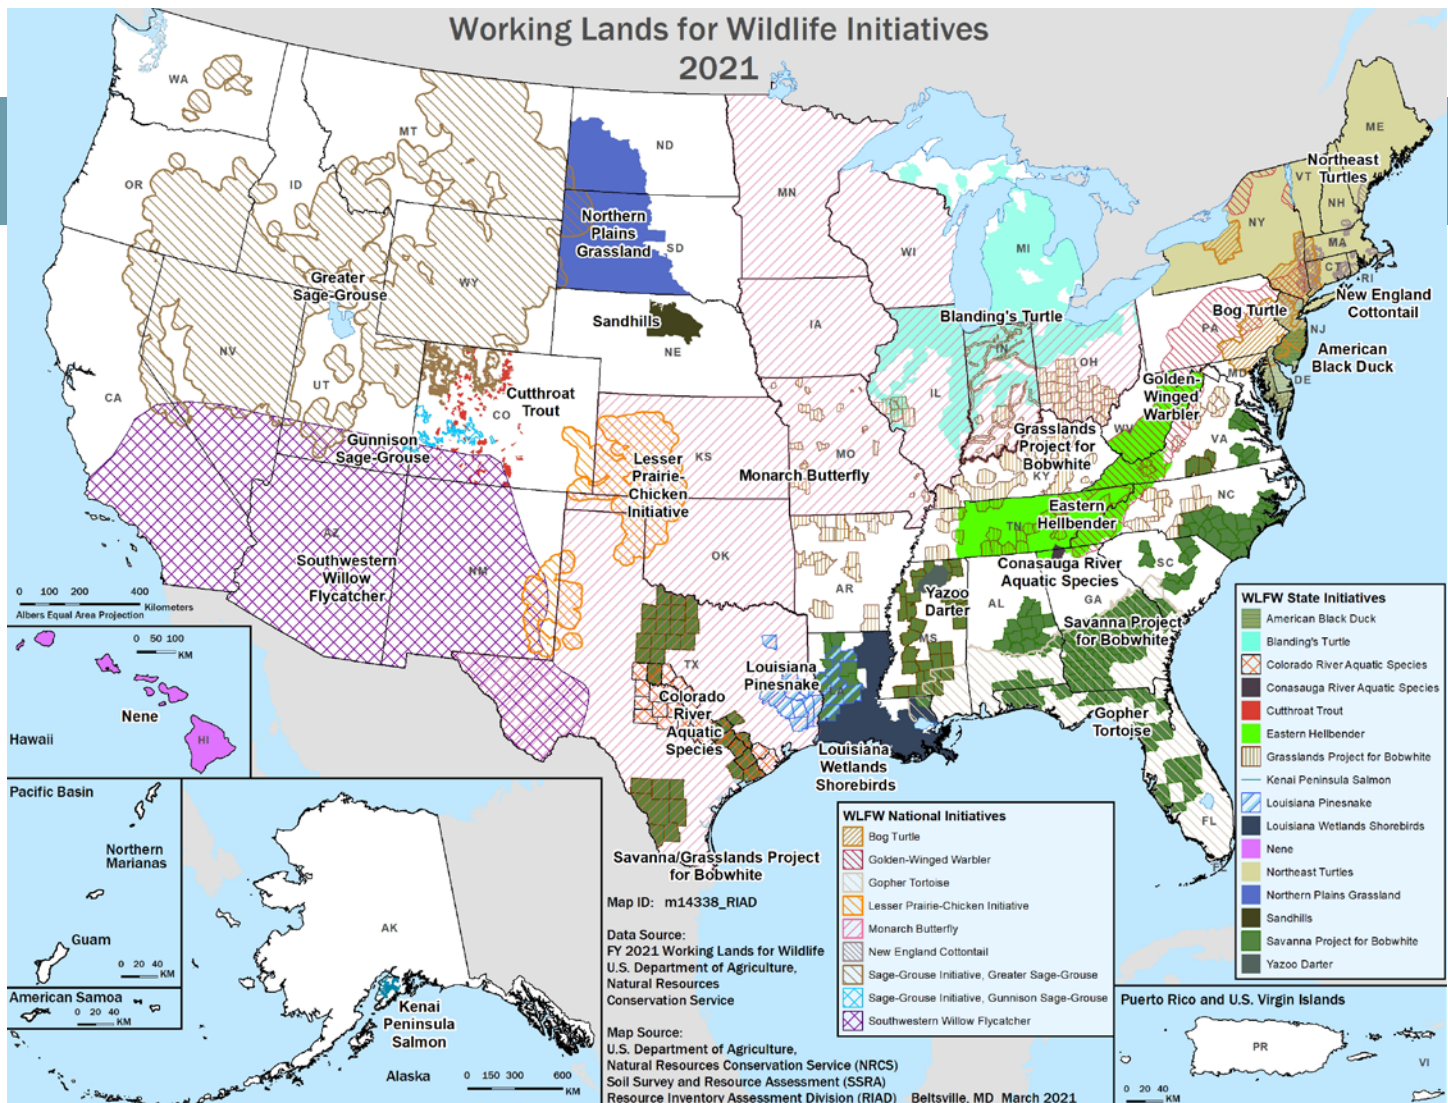 Working Lands for Wildlife Initiatives
2021
WA
MT
ND
MN
ME
OR
ID
Northeast
Turtles
VT
NH
NY
MA
CT
RI
WI
MI
SD
Northern
Plains
Grassland
WY
Greater
Sage-Grouse
New England
Cottontail
Blanding's Turtle
Bog Turtle
PA
NJ
Sandhills
IA
NE
NV
UT
CA
IN
OH
American
Black Duck
MD
DE
IL
Golden-
Winged
Warbler
Cutthroat
Trout
CO
WV
VA
Gunnison
Sage-Grouse
Grasslands
Project for
Bobwhite
KS
MO
Monarch Butterfly
KY
Lesser
Prairie-
Chicken
Initiative
NC
Eastern
Hellbender
TN
AZ
NM
Southwestern
Willow
Flycatcher
OK
Conasauga River
Aquatic Species
SC
AR
Yazoo
Darter
AL
GA
MS
Savanna Project
for Bobwhite
TX
Louisiana
Pinesnake
LA
Colorado
River
Aquatic
Species
Gopher
Tortoise
Louisiana
Wetlands
Shorebirds
FL
Savanna/Grasslands Project
for Bobwhite
0 100 200 400
Kilometers
Albers Equal Area Projection
0 50 100
KM
Nene
Hawaii
HI
Pacific Basin
Northern
Marianas
Guam
0 20 40
KM
American Samoa
0 20 40
KM
AK
Kenai
Peninsula
Salmon
Alaska
0 150 300 600
KM
Map ID: m14338_RIAD
Data Source:
FY 2021 Working Lands for Wildlife
U.S. Department of Agriculture,
Natural Resources
Conservation Service
Map Source:
U.S. Department of Agriculture,
Natural Resources Conservation Service (NRCS)
Soil Survey and Resource Assessment (SSRA)
Resource Inventory Assessment Division (RIAD) Beltsville, MD March 2021
WLFW National Initiatives
Bog Turtle
Golden-Winged Warbler
Gopher Tortoise
Lesser Prairie-Chicken Initiative
Monarch Butterfly
New England Cottontail
Sage-Grouse Initiative, Greater Sage-Grouse
Sage-Grouse Initiative, Gunnison Sage-Grouse
Southwestern Willow Flycatcher
WLFW State Initiatives
American Black Duck
Blanding's Turtle
Colorado River Aquatic Species
Conasauga River Aquatic Species
Cutthroat Trout
Eastern Hellbender
Grasslands Project for Bobwhite
Kenai Peninsula Salmon
Louisiana Pinesnake
Louisiana Wetlands Shorebirds
Nene
Northeast Turtles
Northern Plains Grassland
Sandhills
Savanna Project for Bobwhite
Yazoo Darter
Puerto Rico and U.S. Virgin Islands
PR
VI
0 20 40
KM